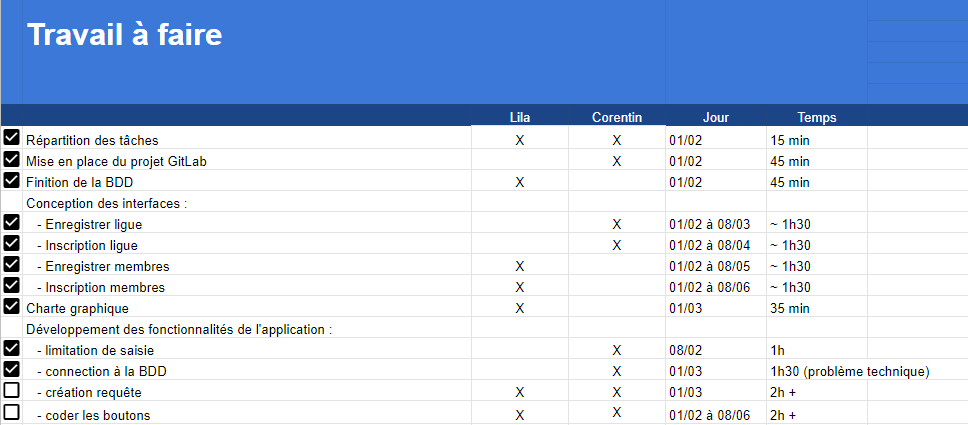 Travail à faire
Lila Corentin Jour Temps
Répartition des tâches X X 01/02 15 min
Mise en place du projet GitLab X 01/02 45 min
Finition de la BDD X 01/02 45 min
Conception des interfaces :
- Enregistrer ligue X 01/02 à 08/03 ~ 1h30
- Inscription ligue X 01/02 à 08/04 ~ 1h30
- Enregistrer membres X 01/02 à 08/05 ~ 1h30
- Inscription membres X 01/02 à 08/06 ~ 1h30
Charte graphique X 01/03 35 min
Développement des fonctionnalités de l'application :
- limitation de saisie X 08/02 1h
- connection à la BDD X 01/03 1h30 (problème technique)
- création requête X X 01/03 2h +
- coder les boutons X X 01/02 à 08/06 2h +